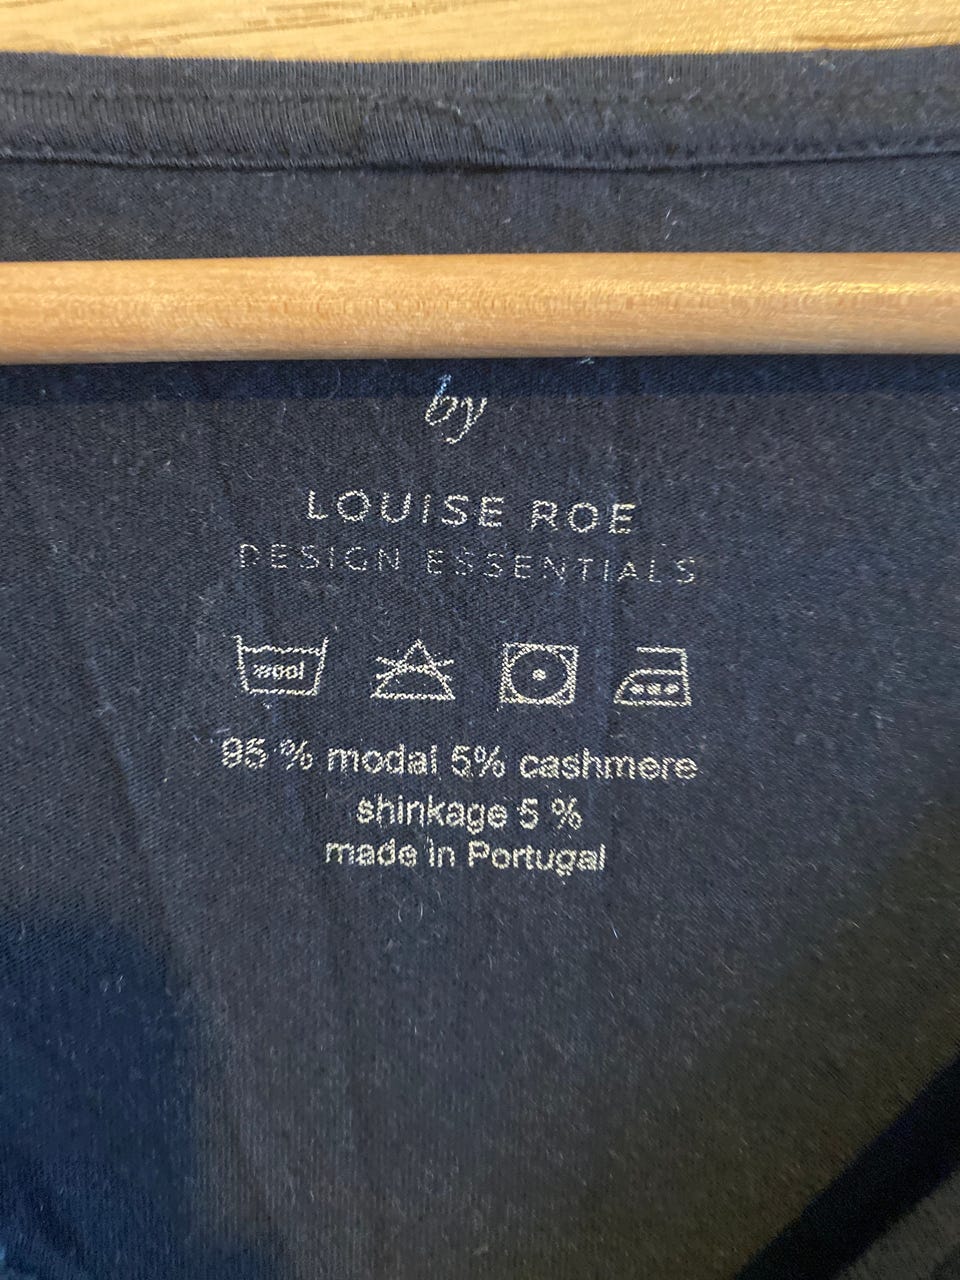 by
LOUISE ROE
DESIGN ESSENTIALS
wool
95 % modal 5% cashmere
shinkage 5 %
made in Portugal